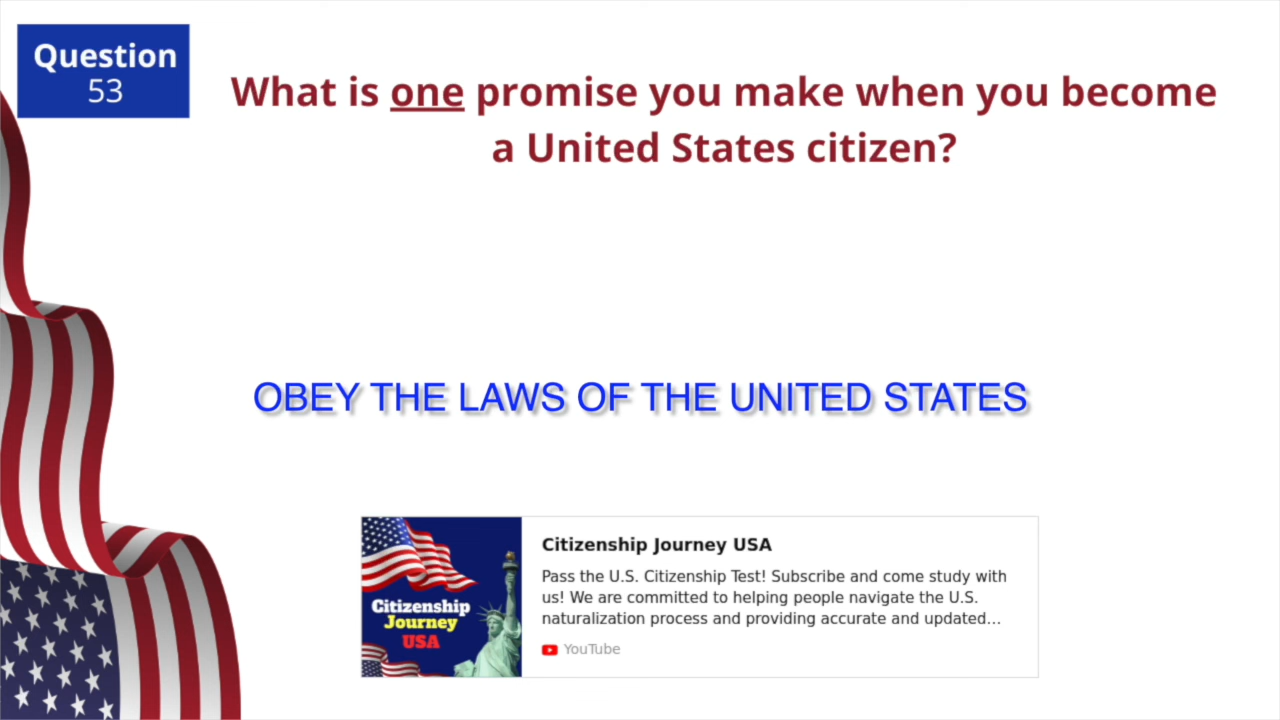 Question
53
What is one promise you make when you become
a United States citizen?
OBEY THE LAWS OF THE UNITED STATES
Citizenship
Journey
USA
Citizenship Journey USA
Pass the U.S. Citizenship Test! Subscribe and come study with
us! We are committed to helping people navigate the U.S.
naturalization process and providing accurate and updated...
YouTube